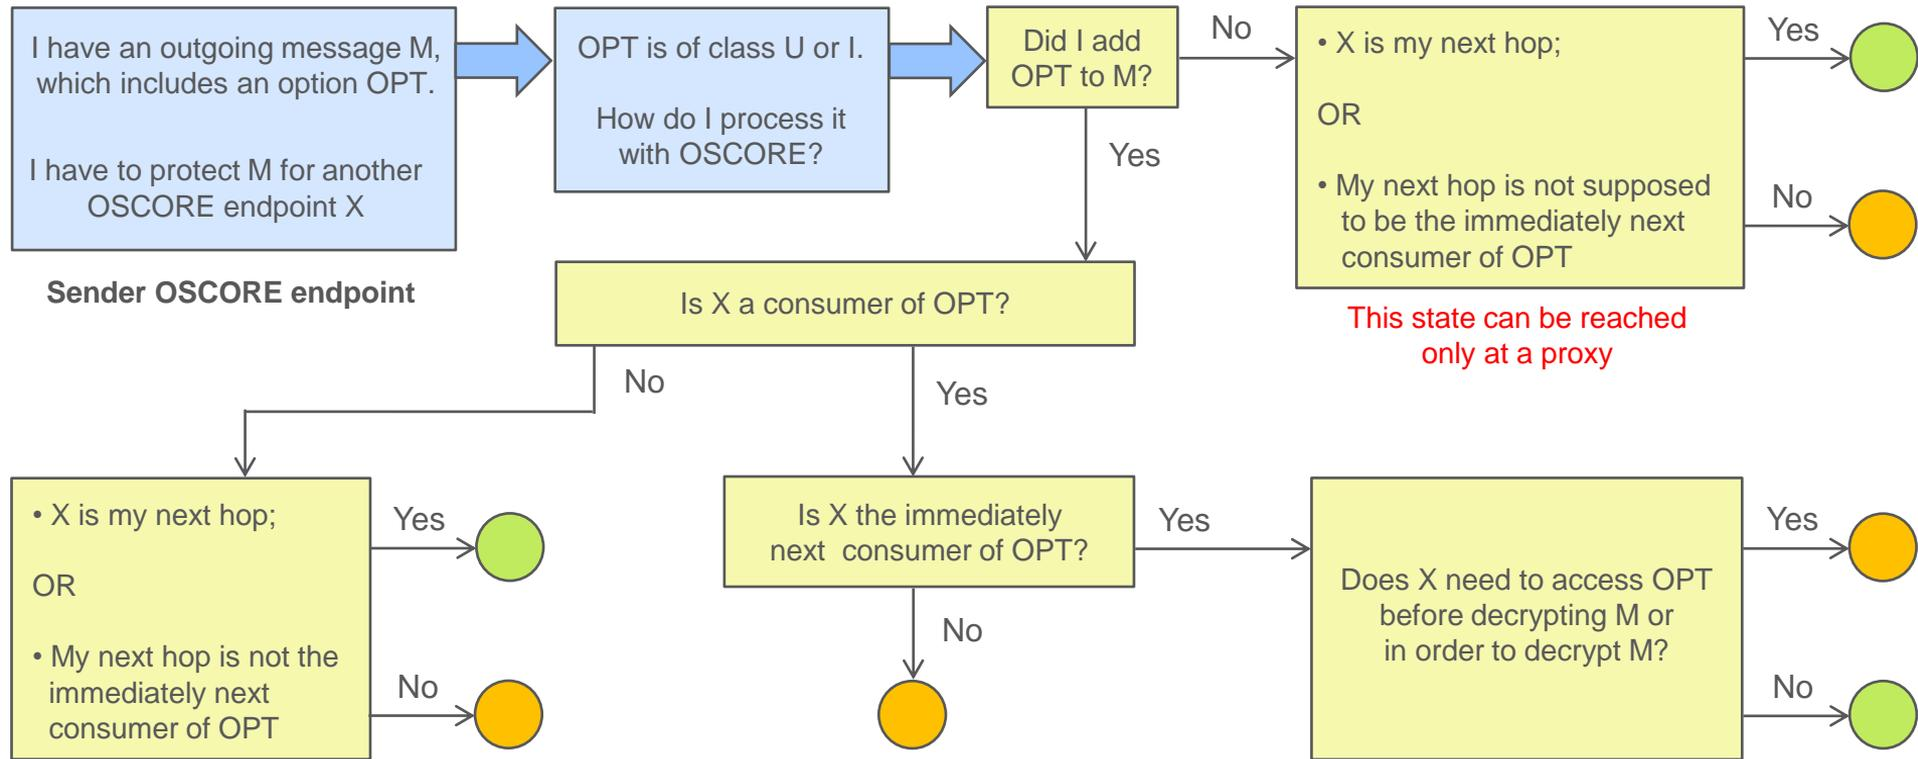 I have an outgoing message M,
which includes an option OPT.
I have to protect M for another
OSCORE endpoint X
Sender OSCORE endpoint
OPT is of class U or I.
How do I process it
with OSCORE?
Did I add
OPT to M?
No
Yes
• X is my next hop;
OR
• My next hop is not supposed
to be the immediately next
consumer of OPT
Yes
No
This state can be reached
only at a proxy
Is X a consumer of OPT?
No
Yes
• X is my next hop;
OR
• My next hop is not the
immediately next
consumer of OPT
Yes
No
Is X the immediately
next consumer of OPT?
Yes
No
Does X need to access OPT
before decrypting M or
in order to decrypt M?
Yes
No